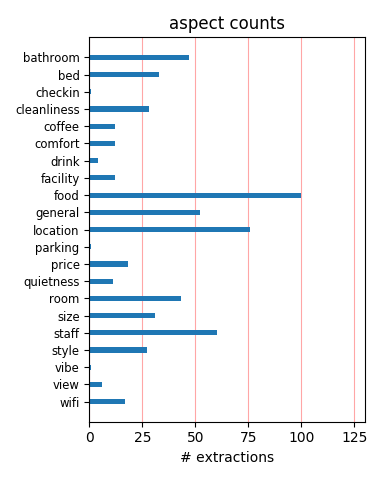 aspect counts
bathroom
bed
checkin
cleanliness
coffee
comfort
drink
facility
food
general
location
parking
price
quietness
room
size
staff
style
vibe
view
wifi
0 25 50 75 100 125
# extractions